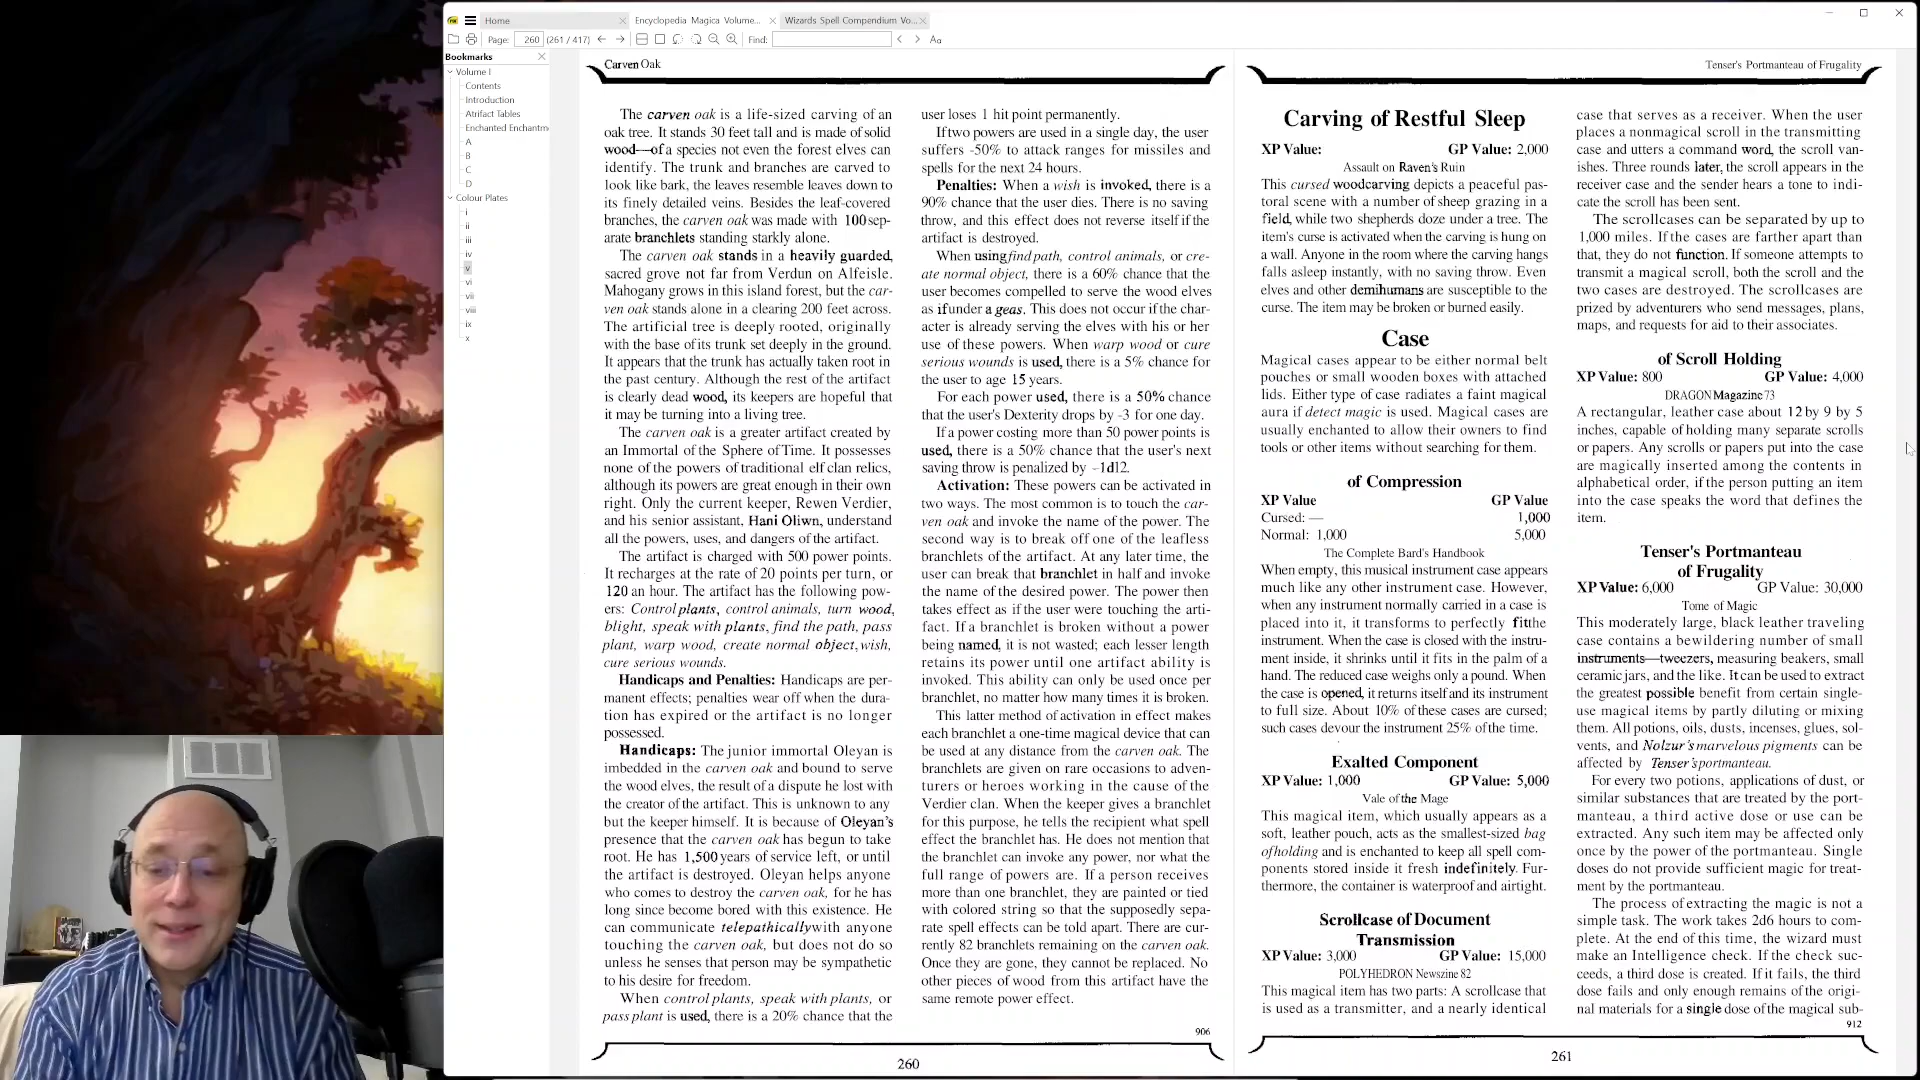 Home
Encyclopedia Magica Volume...
Wizards Spell Compendium Vo...
Page: 260 (261 / 417)
Find:
Bookmarks
Volume I
Contents
Introduction
Atrifact Tables
Enchanted Enchantm
A
B
C
D
Colour Plates
i
ii
iii
iv
v
vi
vii
viii
ix
x
Carven Oak
The carven oak is a life-sized carving of an
oak tree. It stands 30 feet tall and is made of solid
wood—of a species not even the forest elves can
identify. The trunk and branches are carved to
look like bark, the leaves resemble leaves down to
its finely detailed veins. Besides the leaf-covered
branches, the carven oak was made with 100 sep-
arate branchlets standing starkly alone.
The carven oak stands in a heavily guarded,
sacred grove not far from Verdun on Alfeisle.
Mahogany grows in this island forest, but the car-
ven oak stands alone in a clearing 200 feet across.
The artificial tree is deeply rooted, originally
with the base of its trunk set deeply in the ground.
It appears that the trunk has actually taken root in
the past century. Although the rest of the artifact
is clearly dead wood, its keepers are hopeful that
it may be turning into a living tree.
The carven oak is a greater artifact created by
an Immortal of the Sphere of Time. It possesses
none of the powers of traditional elf clan relics,
although its powers are great enough in their own
right. Only the current keeper, Rewen Verdier,
and his senior assistant, Hani Oliwn, understand
all the powers, uses, and dangers of the artifact.
The artifact is charged with 500 power points.
It recharges at the rate of 20 points per turn, or
120 an hour. The artifact has the following pow-
ers: Control plants, control animals, turn wood,
blight, speak with plants, find the path, pass
plant, warp wood, create normal object, wish,
cure serious wounds.
Handicaps and Penalties: Handicaps are per-
manent effects; penalties wear off when the dura-
tion has expired or the artifact is no longer
possessed.
Handicaps: The junior immortal Oleyan is
imbedded in the carven oak and bound to serve
the wood elves, the result of a dispute he lost with
the creator of the artifact. This is unknown to any
but the keeper himself. It is because of Oleyan's
presence that the carven oak has begun to take
root. He has 1,500 years of service left, or until
the artifact is destroyed. Oleyan helps anyone
who comes to destroy the carven oak, for he has
long since become bored with this existence. He
can communicate telepathically with anyone
touching the carven oak, but does not do so
unless he senses that person may be sympathetic
to his desire for freedom.
When control plants, speak with plants, or
pass plant is used, there is a 20% chance that the
user loses 1 hit point permanently.
If two powers are used in a single day, the user
suffers -50% to attack ranges for missiles and
spells for the next 24 hours.
Penalties: When a wish is invoked, there is a
90% chance that the user dies. There is no saving
throw, and this effect does not reverse itself if the
artifact is destroyed.
When using find path, control animals, or cre-
ate normal object, there is a 60% chance that the
user becomes compelled to serve the wood elves
as if under a geas. This does not occur if the char-
acter is already serving the elves with his or her
use of these powers. When warp wood or cure
serious wounds is used, there is a 5% chance for
the user to age 15 years.
For each power used, there is a 50% chance
that the user's Dexterity drops by -3 for one day.
If a power costing more than 50 power points is
used, there is a 50% chance that the user's next
saving throw is penalized by -1d12.
Activation: These powers can be activated in
two ways. The most common is to touch the car-
ven oak and invoke the name of the power. The
second way is to break off one of the leafless
branchlets of the artifact. At any later time, the
user can break that branchlet in half and invoke
the name of the desired power. The power then
takes effect as if the user were touching the arti-
fact. If a branchlet is broken without a power
being named, it is not wasted; each lesser length
retains its power until one artifact ability is
invoked. This ability can only be used once per
branchlet, no matter how many times it is broken.
This latter method of activation in effect makes
each branchlet a one-time magical device that can
be used at any distance from the carven oak. The
branchlets are given on rare occasions to adven-
turers or heroes working in the cause of the
Verdier clan. When the keeper gives a branchlet
for this purpose, he tells the recipient what spell
effect the branchlet has. He does not mention that
the branchlet can invoke any power, nor what the
full range of powers are. If a person receives
more than one branchlet, they are painted or tied
with colored string so that the supposedly sepa-
rate spell effects can be told apart. There are cur-
rently 82 branchlets remaining on the carven oak.
Once they are gone, they cannot be replaced. No
other pieces of wood from this artifact have the
same remote power effect.
906
260
Tenser's Portmanteau of Frugality
Carving of Restful Sleep
XP Value: GP Value: 2,000
Assault on Raven's Ruin
This cursed woodcarving depicts a peaceful pas-
toral scene with a number of sheep grazing in a
field, while two shepherds doze under a tree. The
item's curse is activated when the carving is hung on
a wall. Anyone in the room where the carving hangs
falls asleep instantly, with no saving throw. Even
elves and other demihumans are susceptible to the
curse. The item may be broken or burned easily.
Case
Magical cases appear to be either normal belt
pouches or small wooden boxes with attached
lids. Either type of case radiates a faint magical
aura if detect magic is used. Magical cases are
usually enchanted to allow their owners to find
tools or other items without searching for them.
of Compression
XP Value GP Value
Cursed: — 1,000
Normal: 1,000 5,000
The Complete Bard's Handbook
When empty, this musical instrument case appears
much like any other instrument case. However,
when any instrument normally carried in a case is
placed into it, it transforms to perfectly fit the
instrument. When the case is closed with the instru-
ment inside, it shrinks until it fits in the palm of a
hand. The reduced case weighs only a pound. When
the case is opened, it returns itself and its instrument
to full size. About 10% of these cases are cursed;
such cases devour the instrument 25% of the time.
Exalted Component
XP Value: 1,000 GP Value: 5,000
Vale of the Mage
This magical item, which usually appears as a
soft, leather pouch, acts as the smallest-sized bag
of holding and is enchanted to keep all spell com-
ponents stored inside it fresh indefinitely. Fur-
thermore, the container is waterproof and airtight.
Scrollcase of Document
Transmission
XP Value: 3,000 GP Value: 15,000
POLYHEDRON Newszine 82
This magical item has two parts: A scrollcase that
is used as a transmitter, and a nearly identical
case that serves as a receiver. When the user
places a nonmagical scroll in the transmitting
case and utters a command word, the scroll van-
ishes. Three rounds later, the scroll appears in the
receiver case and the sender hears a tone to indi-
cate the scroll has been sent.
The scrollcases can be separated by up to
1,000 miles. If the cases are farther apart than
that, they do not function. If someone attempts to
transmit a magical scroll, both the scroll and the
two cases are destroyed. The scrollcases are
prized by adventurers who send messages, plans,
maps, and requests for aid to their associates.
of Scroll Holding
XP Value: 800 GP Value: 4,000
DRAGON Magazine 73
A rectangular, leather case about 12 by 9 by 5
inches, capable of holding many separate scrolls
or papers. Any scrolls or papers put into the case
are magically inserted among the contents in
alphabetical order, if the person putting an item
into the case speaks the word that defines the
item.
Tenser's Portmanteau
of Frugality
XP Value: 6,000 GP Value: 30,000
Tome of Magic
This moderately large, black leather traveling
case contains a bewildering number of small
instruments—tweezers, measuring beakers, small
ceramic jars, and the like. It can be used to extract
the greatest possible benefit from certain single-
use magical items by partly diluting or mixing
them. All potions, oils, dusts, incenses, glues, sol-
vents, and Nolzur's marvelous pigments can be
affected by Tenser's portmanteau.
For every two potions, applications of dust, or
similar substances that are treated by the port-
manteau, a third active dose or use can be
extracted. Any such item may be affected only
once by the power of the portmanteau. Single
doses do not provide sufficient magic for treat-
ment by the portmanteau.
The process of extracting the magic is not a
simple task. The work takes 2d6 hours to com-
plete. At the end of this time, the wizard must
make an Intelligence check. If the check suc-
ceeds, a third dose is created. If it fails, the third
dose fails and only enough remains of the origi-
nal materials for a single dose of the magical sub-
912
261